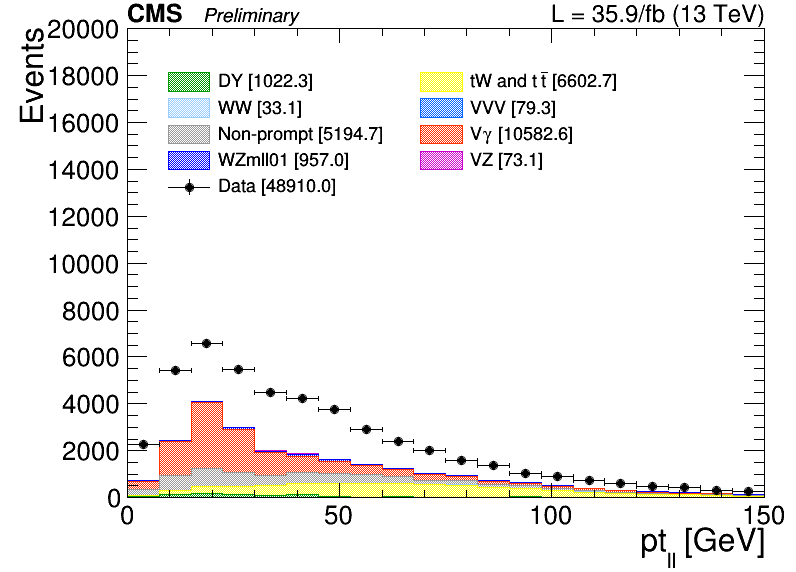 CMS Preliminary L = 35.9/fb (13 TeV)
Events
20000
18000
16000
14000
12000
10000
8000
6000
4000
2000
0
DY [1022.3] tW and tt̅ [6602.7]
WW [33.1] VVV [79.3]
Non-prompt [5194.7] Vγ [10582.6]
WZmll01 [957.0] VZ [73.1]
Data [48910.0]
0 50 100 150
pt_ll [GeV]